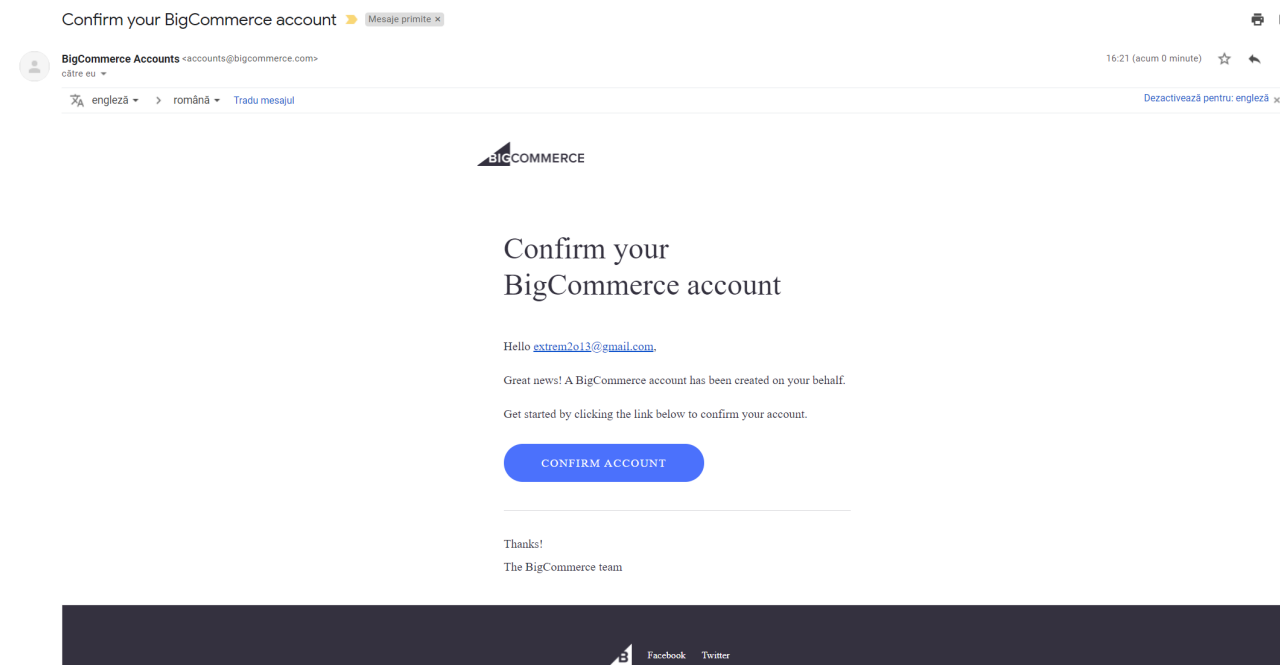 Confirm your BigCommerce account Mesaje primite ×
BigCommerce Accounts <accounts@bigcommerce.com> 16:21 (acum 0 minute)
către eu
engleză > română Tradu mesajul Dezactivează pentru: engleză ×
BIGCOMMERCE
Confirm your
BigCommerce account
Hello extrem2o13@gmail.com,
Great news! A BigCommerce account has been created on your behalf.
Get started by clicking the link below to confirm your account.
CONFIRM ACCOUNT
Thanks!
The BigCommerce team
B Facebook Twitter